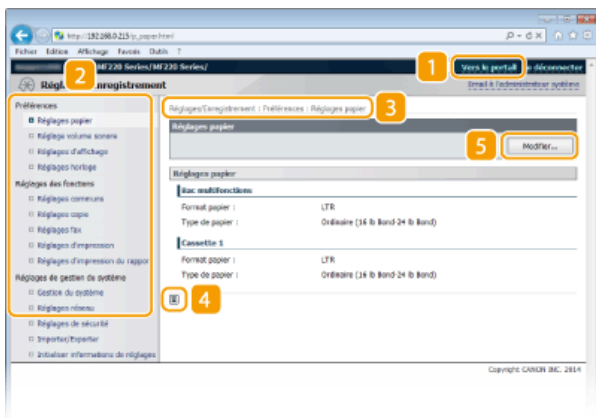 http://192.168.0.215/p_paper.html
Fichier Edition Affichage Favoris Outils ?
MF220 Series/MF220 Series/
Vers le portail
déconnecter
1
2
Email à l'administrateur système
Préférences
Réglages papier
Réglage volume sonore
Réglages d'affichage
Réglages horloge
Réglages des fonctions
Réglages communs
Réglages copie
Réglages fax
Réglages d'impression
Réglages d'impression du rapport
Réglages de gestion du système
Gestion du système
Réglages réseau
Réglages de sécurité
Importer/Exporter
Initialiser informations de réglages
Réglages/Enregistrement : Préférences : Réglages papier
3
Réglages papier
5
Modifier...
Réglages papier
Bac multifonctions
Format papier : LTR
Type de papier : Ordinaire (16 lb Bond-24 lb Bond)
Cassette 1
Format papier : LTR
Type de papier : Ordinaire (16 lb Bond-24 lb Bond)
4
Copyright CANON INC. 2014